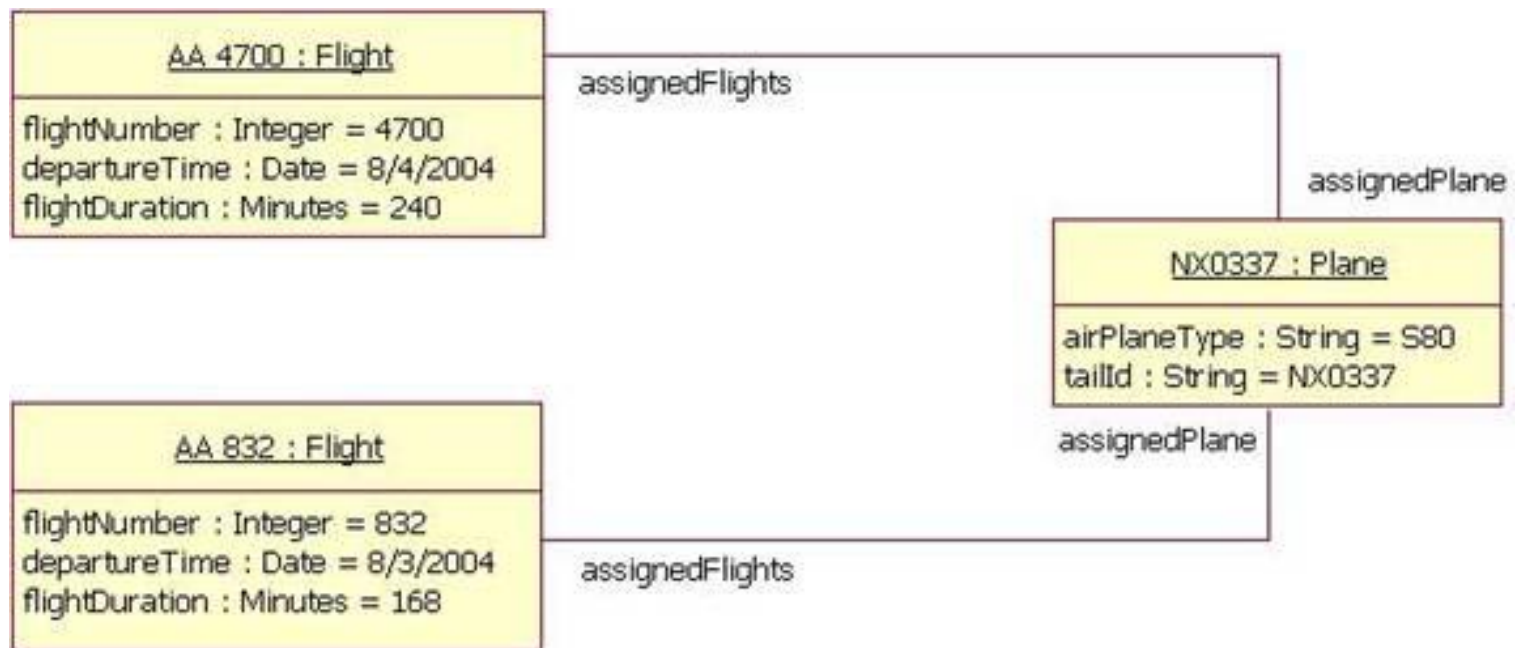 AA 4700 : Flight
flightNumber : Integer = 4700
departureTime : Date = 8/4/2004
flightDuration : Minutes = 240
assignedFlights
assignedPlane
NX0337 : Plane
airPlaneType : String = S80
tailId : String = NX0337
assignedPlane
AA 832 : Flight
flightNumber : Integer = 832
departureTime : Date = 8/3/2004
flightDuration : Minutes = 168
assignedFlights